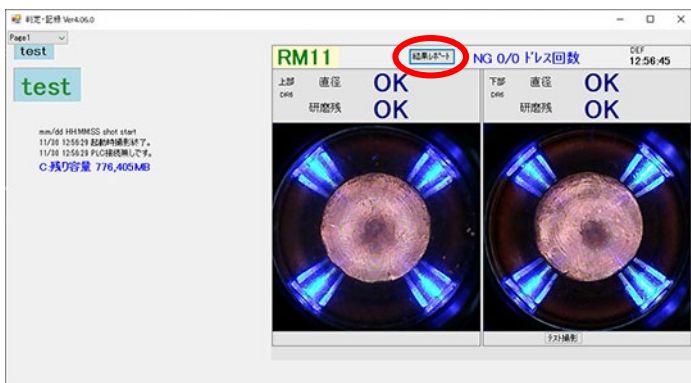 判定・記録 Ver4.06.0
Page1
test
test
mm/dd HHMMSS shot start
11/30 12:56:29 起動時撮影終了。
11/30 12:56:29 PLC接続無しです。
C:残り容量 776,405MB
RM11
結果レポート
NG 0/0 ドレス回数
DEF
12:56:45
上部
DR6
直径 OK
研磨残 OK
下部
DR6
直径 OK
研磨残 OK
テスト撮影